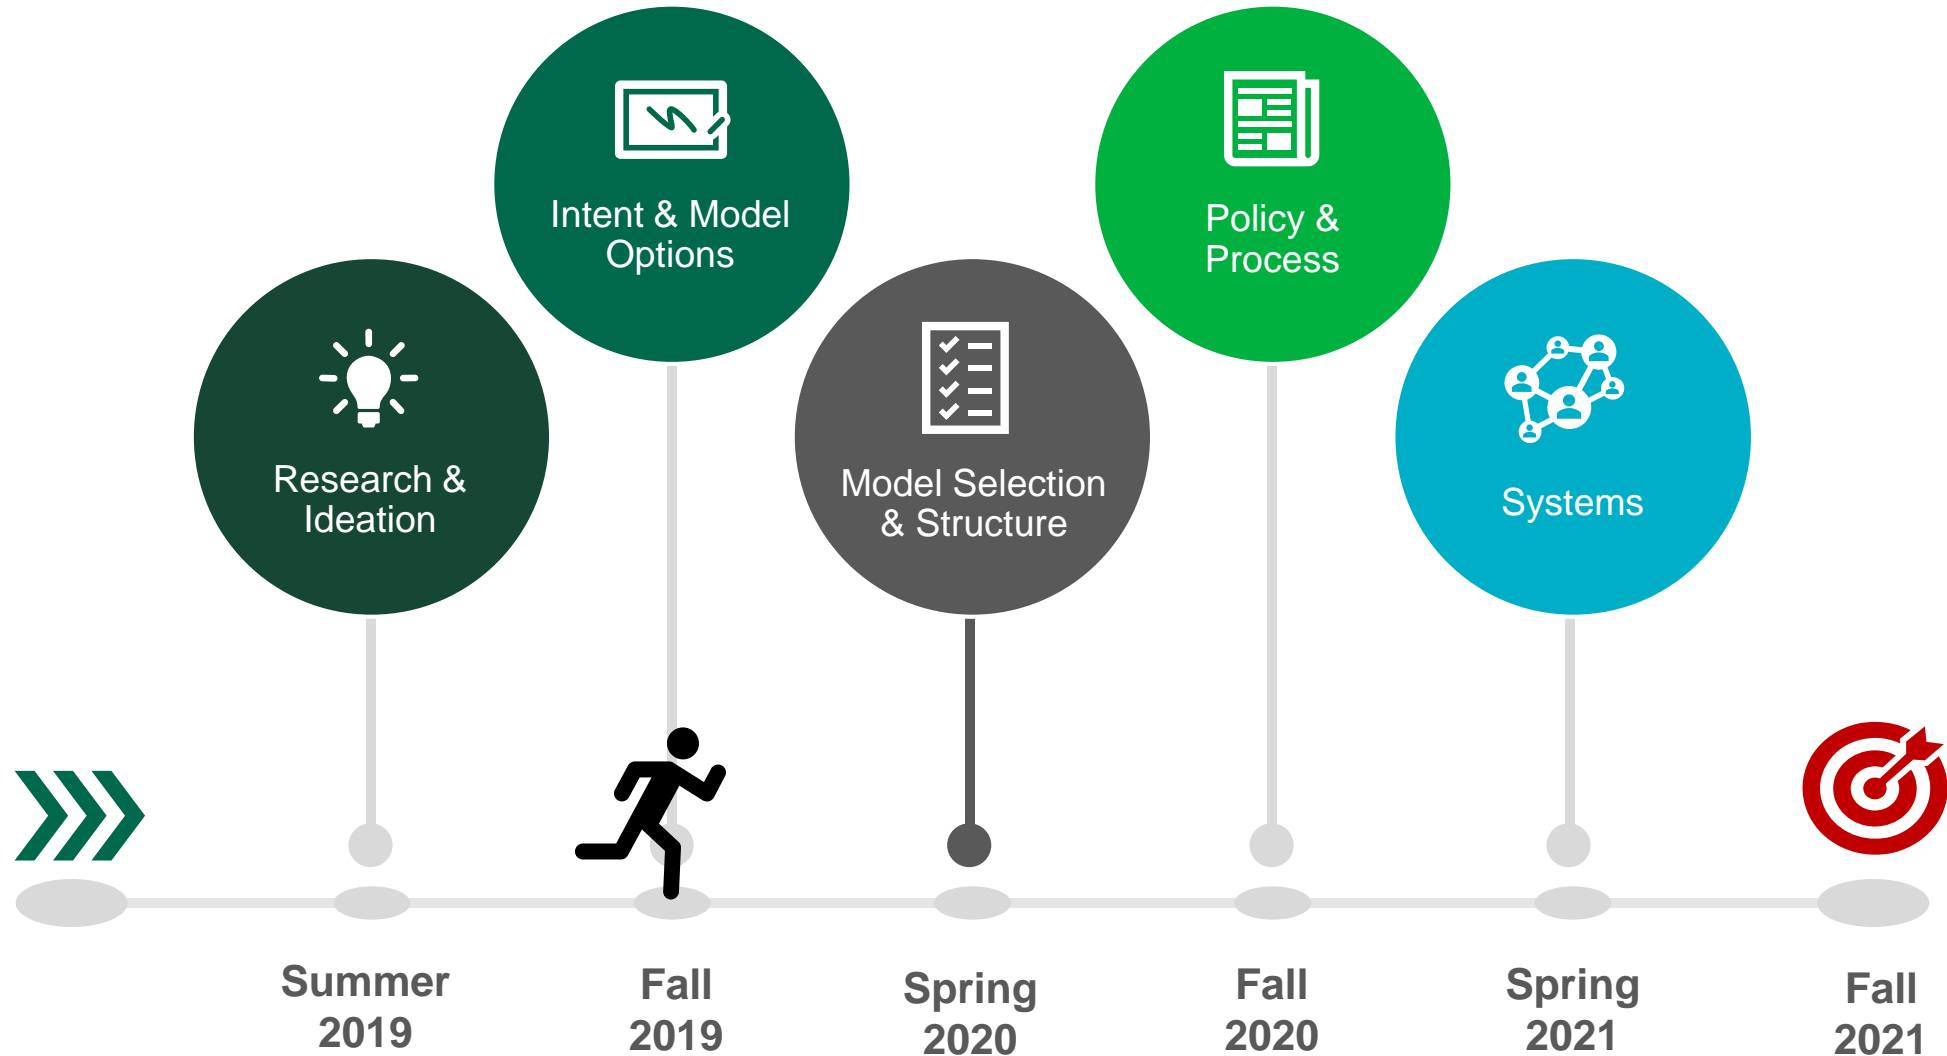 Research &
Ideation
Intent & Model
Options
Model Selection
& Structure
Policy &
Process
Systems
Summer
2019
Fall
2019
Spring
2020
Fall
2020
Spring
2021
Fall
2021